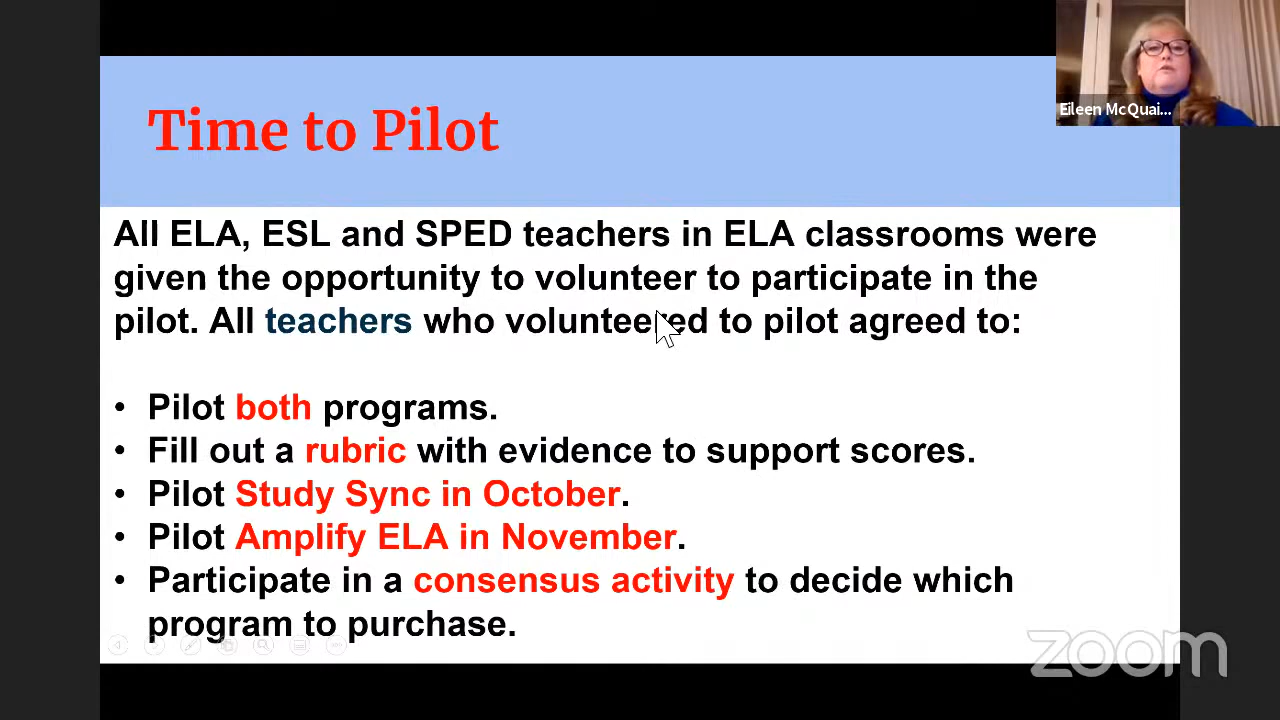 Time to Pilot
Eileen McQuai...
All ELA, ESL and SPED teachers in ELA classrooms were
given the opportunity to volunteer to participate in the
pilot. All teachers who volunteered to pilot agreed to:
• Pilot both programs.
• Fill out a rubric with evidence to support scores.
• Pilot Study Sync in October.
• Pilot Amplify ELA in November.
• Participate in a consensus activity to decide which
program to purchase.
zoom